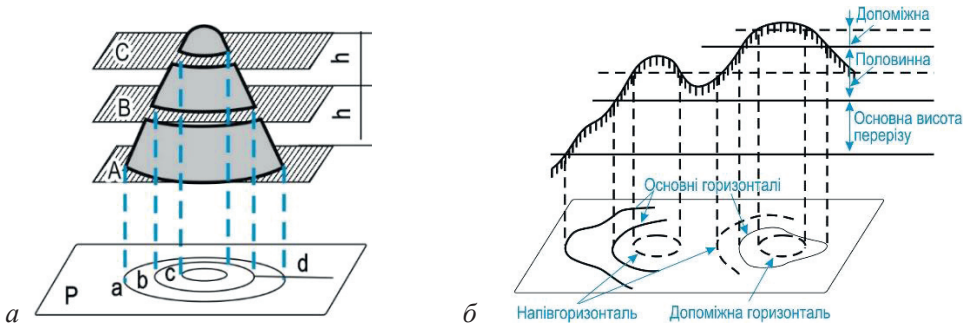 C
h
B
h
A
P
a
b
c
d
а
Допоміжна
Половинна
Основна висота
перерізу
Основні горизонталі
Напівгоризонталь
Допоміжна горизонталь
б